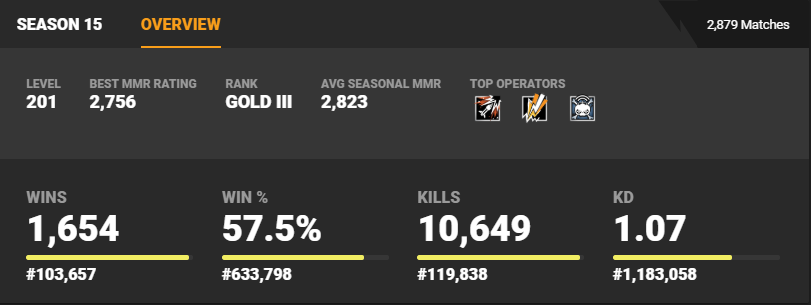 SEASON 15 OVERVIEW 2,879 Matches
LEVEL BEST MMR RATING RANK AVG SEASONAL MMR TOP OPERATORS
201 2,756 GOLD III 2,823
WINS WIN % KILLS KD
1,654 57.5% 10,649 1.07
#103,657 #633,798 #119,838 #1,183,058